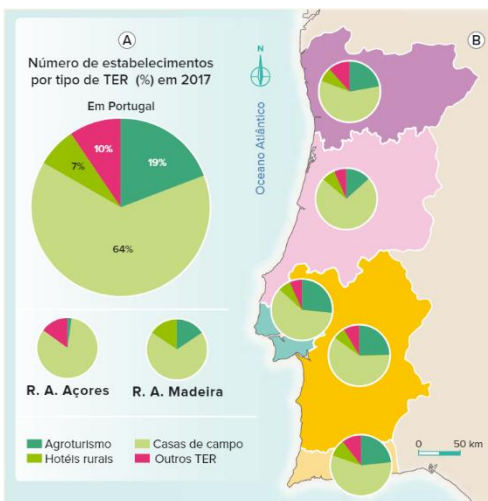 A
Número de estabelecimentos
por tipo de TER (%) em 2017
Em Portugal
10%
19%
7%
64%
R. A. Açores
R. A. Madeira
Agroturismo
Casas de campo
Hotéis rurais
Outros TER
N
Oceano Atlântico
B
0 50 km